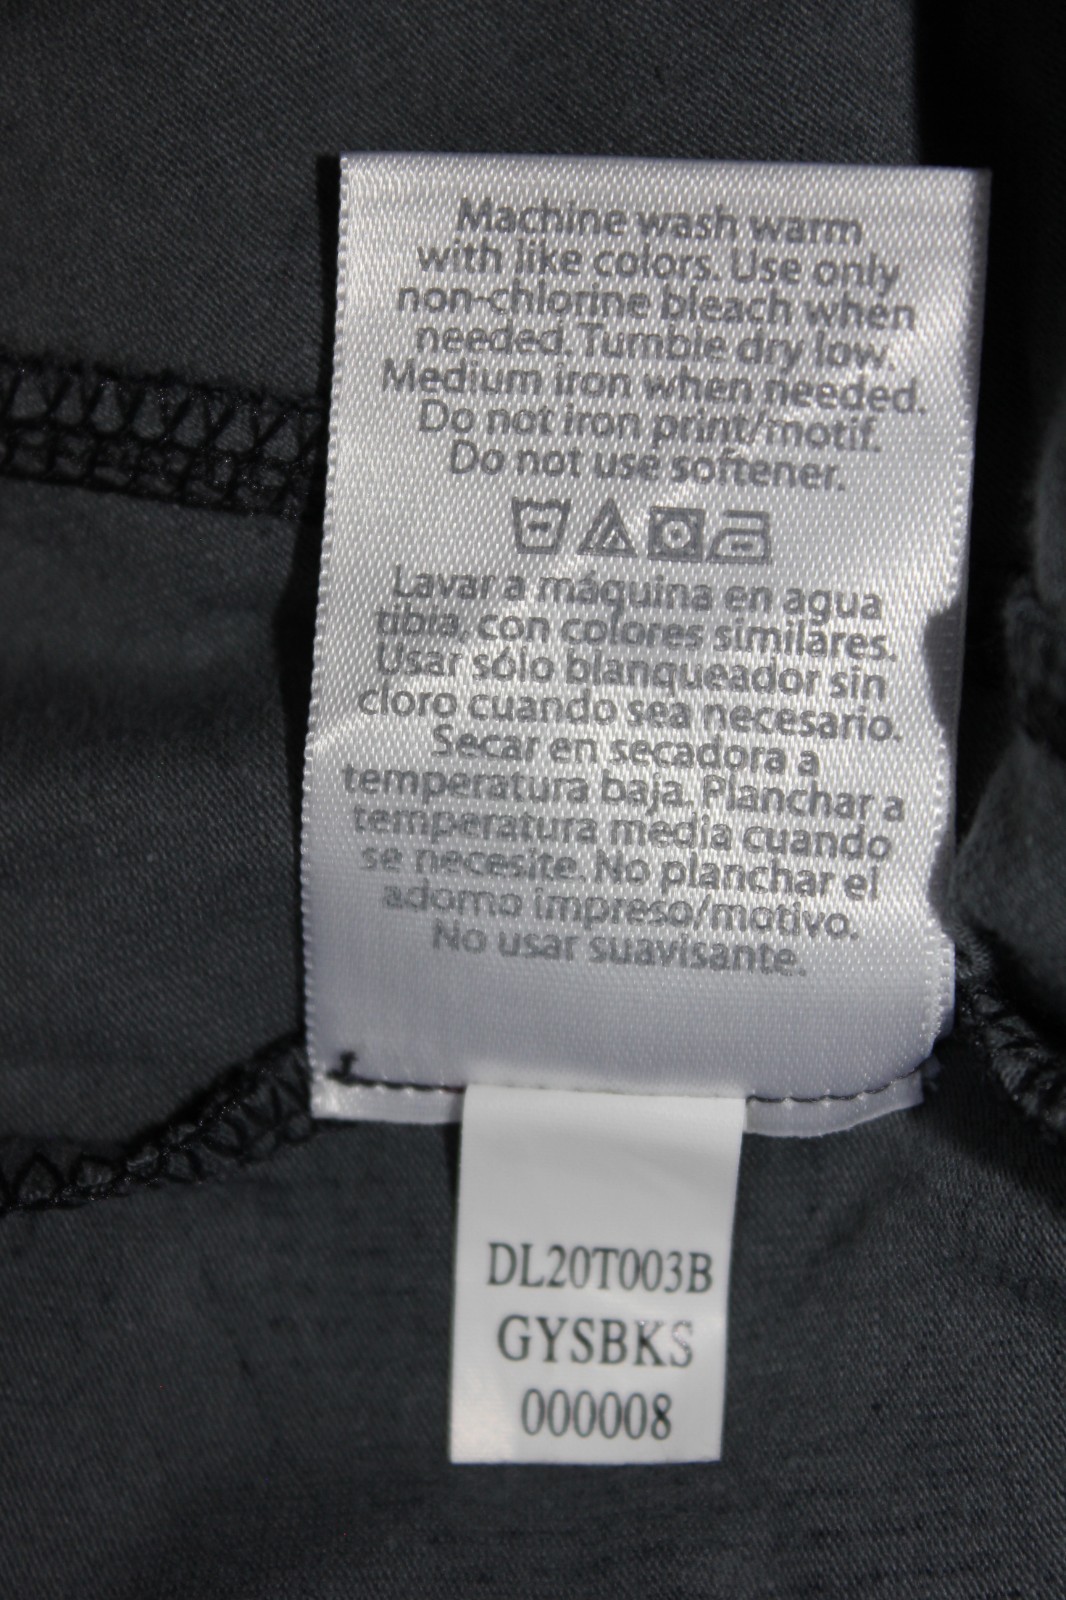 Machine wash warm
with like colors. Use only
non-chlorine bleach when
needed. Tumble dry low.
Medium iron when needed.
Do not iron print/motif.
Do not use softener.
Lavar a máquina en agua
tibia, con colores similares.
Usar sólo blanqueador sin
cloro cuando sea necesario.
Secar en secadora a
temperatura baja. Planchar a
temperatura media cuando
se necesite. No planchar el
adorno impreso/motivo.
No usar suavisante.
DL20T003B
GYSBKS
000008